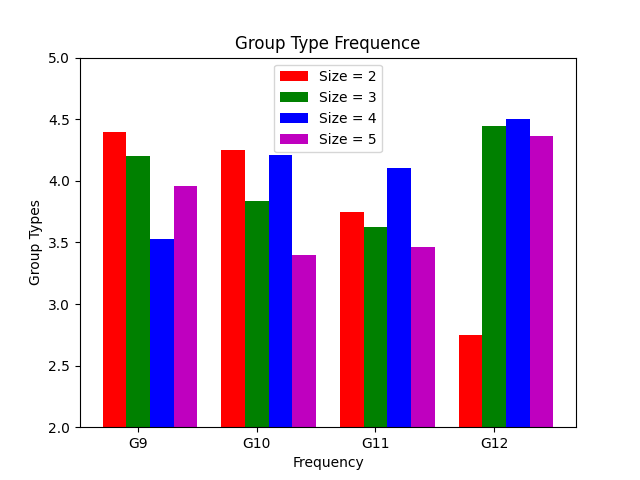 Group Type Frequence
Size = 2
Size = 3
Size = 4
Size = 5
5.0
4.5
4.0
3.5
3.0
2.5
2.0
Group Types
G9 G10 G11 G12
Frequency